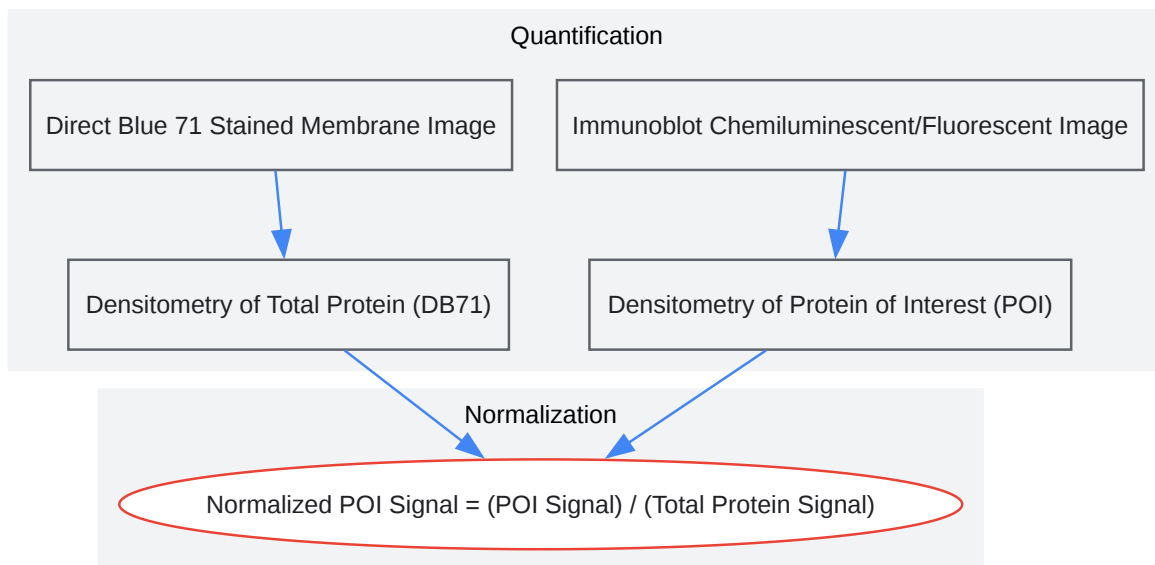 Quantification
Direct Blue 71 Stained Membrane Image
Immunoblot Chemiluminescent/Fluorescent Image
Densitometry of Total Protein (DB71)
Densitometry of Protein of Interest (POI)
Normalization
Normalized POI Signal = (POI Signal) / (Total Protein Signal)